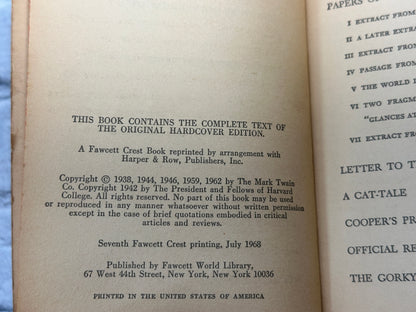 THIS BOOK CONTAINS THE COMPLETE TEXT OF
THE ORIGINAL HARDCOVER EDITION.
A Fawcett Crest Book reprinted by arrangement with
Harper & Row, Publishers, Inc.
Copyright © 1938, 1944, 1946, 1959, 1962 by The Mark Twain
Co. Copyright 1942 by The President and Fellows of Harvard
College. All rights reserved. No part of this book may be used
or reproduced in any manner whatsoever without written permission
except in the case of brief quotations embodied in critical
articles and reviews.
Seventh Fawcett Crest printing, July 1968
Published by Fawcett World Library,
67 West 44th Street, New York, New York 10036
PRINTED IN THE UNITED STATES OF AMERICA
PAPERS
I EXTRACT FROM
II A LATER EXTRA
III EXTRACT FROM
IV PASSAGE FROM
V THE WORLD I
VI TWO FRAGM
"GLANCES AT
VII EXTRACT FROM
LETTER TO T
A CAT-TALE
COOPER'S PR
OFFICIAL RE
THE GORKY